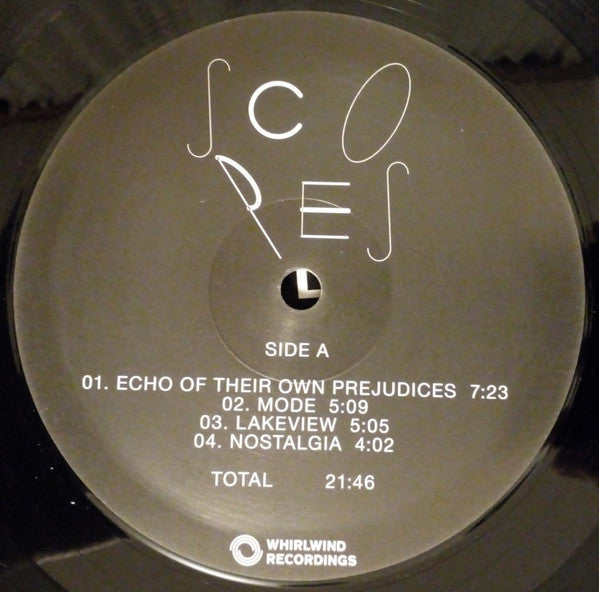 SCO
PES
SIDE A
01. ECHO OF THEIR OWN PREJUDICES 7:23
02. MODE 5:09
03. LAKEVIEW 5:05
04. NOSTALGIA 4:02
TOTAL 21:46
WHIRLWIND
RECORDINGS